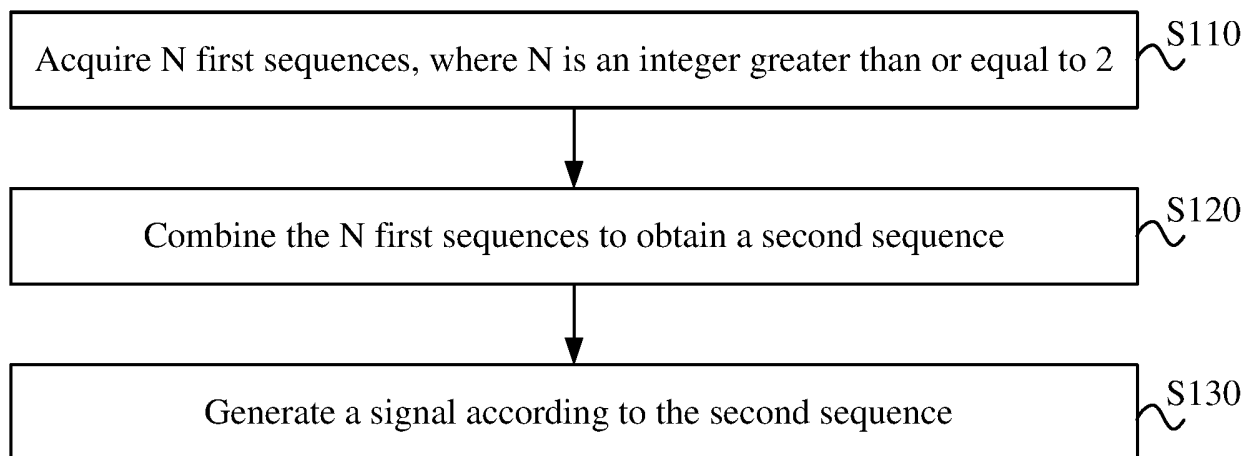 Acquire N first sequences, where N is an integer greater than or equal to 2
S110
Combine the N first sequences to obtain a second sequence
S120
Generate a signal according to the second sequence
S130